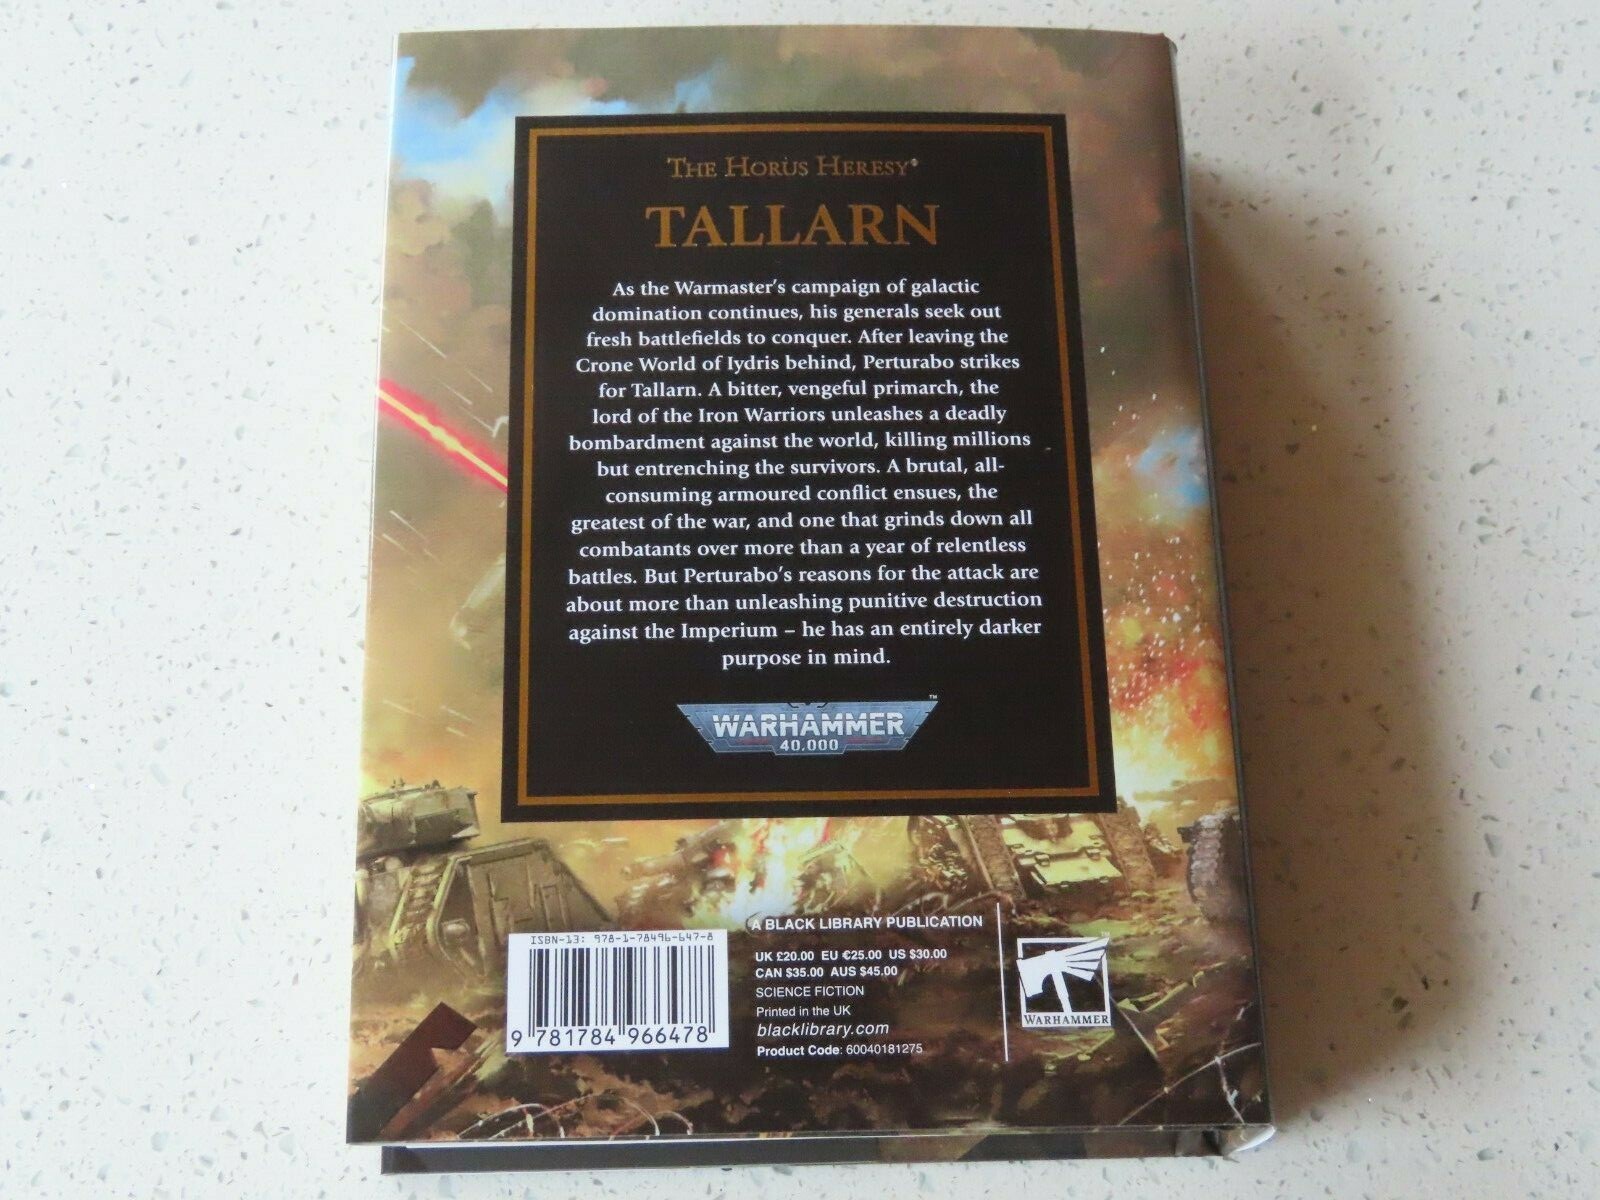 THE HORUS HERESY®
TALLARN
As the Warmaster's campaign of galactic
domination continues, his generals seek out
fresh battlefields to conquer. After leaving the
Crone World of Iydris behind, Perturabo strikes
for Tallarn. A bitter, vengeful primarch, the
lord of the Iron Warriors unleashes a deadly
bombardment against the world, killing millions
but entrenching the survivors. A brutal, all-
consuming armoured conflict ensues, the
greatest of the war, and one that grinds down all
combatants over more than a year of relentless
battles. But Perturabo's reasons for the attack are
about more than unleashing punitive destruction
against the Imperium – he has an entirely darker
purpose in mind.
WARHAMMER™
40,000
ISBN-13: 978-1-78496-647-8
9 781784 966478
A BLACK LIBRARY PUBLICATION
UK £20.00 EU €25.00 US $30.00
CAN $35.00 AUS $45.00
SCIENCE FICTION
Printed in the UK
blacklibrary.com
Product Code: 60040181275
™
WARHAMMER